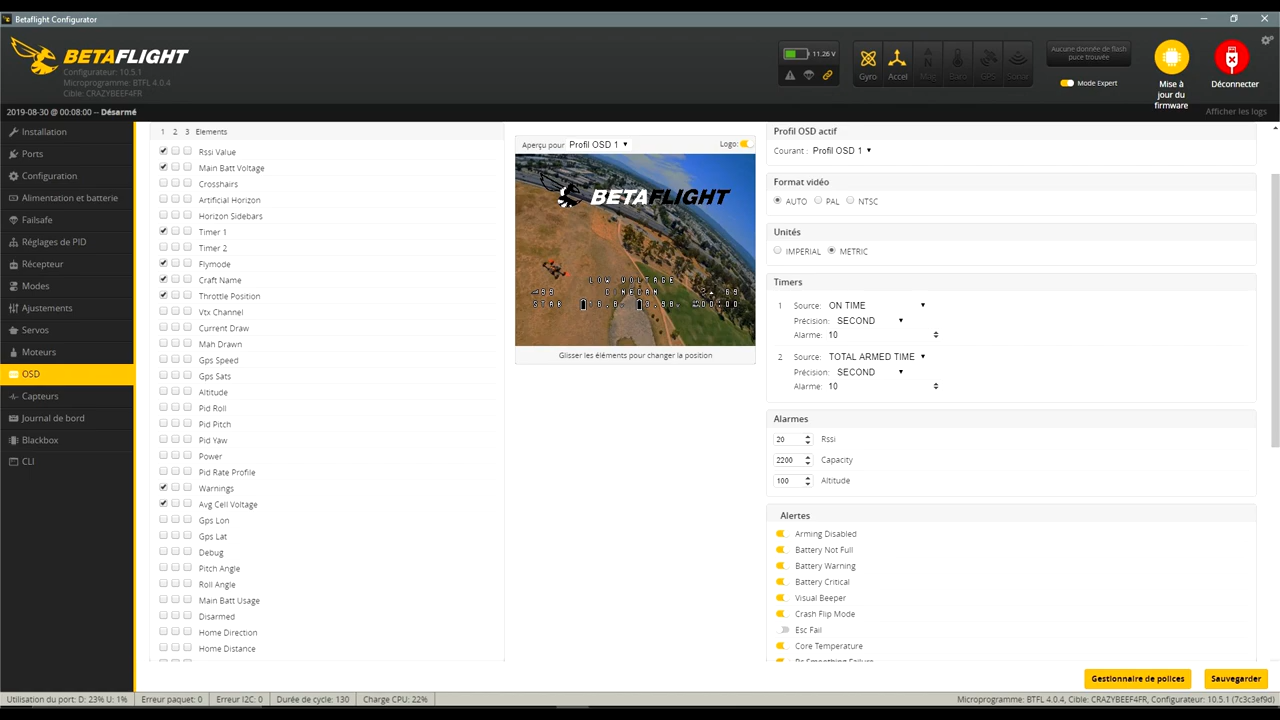 Betaflight Configurator
BETAFLIGHT
Configurateur: 10.5.1
Microprogramme: BTFL 4.0.4
Cible: CRAZYBEEF4FR
11.26 V
Gyro
Accel
Mag
Baro
GPS
Sonar
Aucune donnée de flash
puce trouvée
Mode Expert
Mise à
jour du
firmware
Déconnecter
2019-08-30 @ 00:08:00 -- Désarmé
Afficher les logs
Installation
Ports
Configuration
Alimentation et batterie
Failsafe
Réglages de PID
Récepteur
Modes
Ajustements
Servos
Moteurs
OSD
Capteurs
Journal de bord
Blackbox
CLI
1 2 3 Elements
Rssi Value
Main Batt Voltage
Crosshairs
Artificial Horizon
Horizon Sidebars
Timer 1
Timer 2
Flymode
Craft Name
Throttle Position
Vtx Channel
Current Draw
Mah Drawn
Gps Speed
Gps Sats
Altitude
Pid Roll
Pid Pitch
Pid Yaw
Power
Pid Rate Profile
Warnings
Avg Cell Voltage
Gps Lon
Gps Lat
Debug
Pitch Angle
Roll Angle
Main Batt Usage
Disarmed
Home Direction
Home Distance
Aperçu pour Profil OSD 1
Logo:
BETAFLIGHT
LOW VOLTAGE
99
69
STAB
00:00
Glisser les éléments pour changer la position
Profil OSD actif
Courant : Profil OSD 1
Format vidéo
AUTO PAL NTSC
Unités
IMPERIAL METRIC
Timers
1 Source: ON TIME
Précision: SECOND
Alarme: 10
2 Source: TOTAL ARMED TIME
Précision: SECOND
Alarme: 10
Alarmes
20 Rssi
2200 Capacity
100 Altitude
Alertes
Arming Disabled
Battery Not Full
Battery Warning
Battery Critical
Visual Beeper
Crash Flip Mode
Esc Fail
Core Temperature
Rc Smoothing Failure
Gestionnaire de polices
Sauvegarder
Utilisation du port: D: 23% U: 1%
Erreur paquet: 0
Erreur I2C: 0
Durée de cycle: 130
Charge CPU: 22%
Microprogramme: BTFL 4.0.4, Cible: CRAZYBEEF4FR, Configurateur: 10.5.1 (7c3c3ef9d)